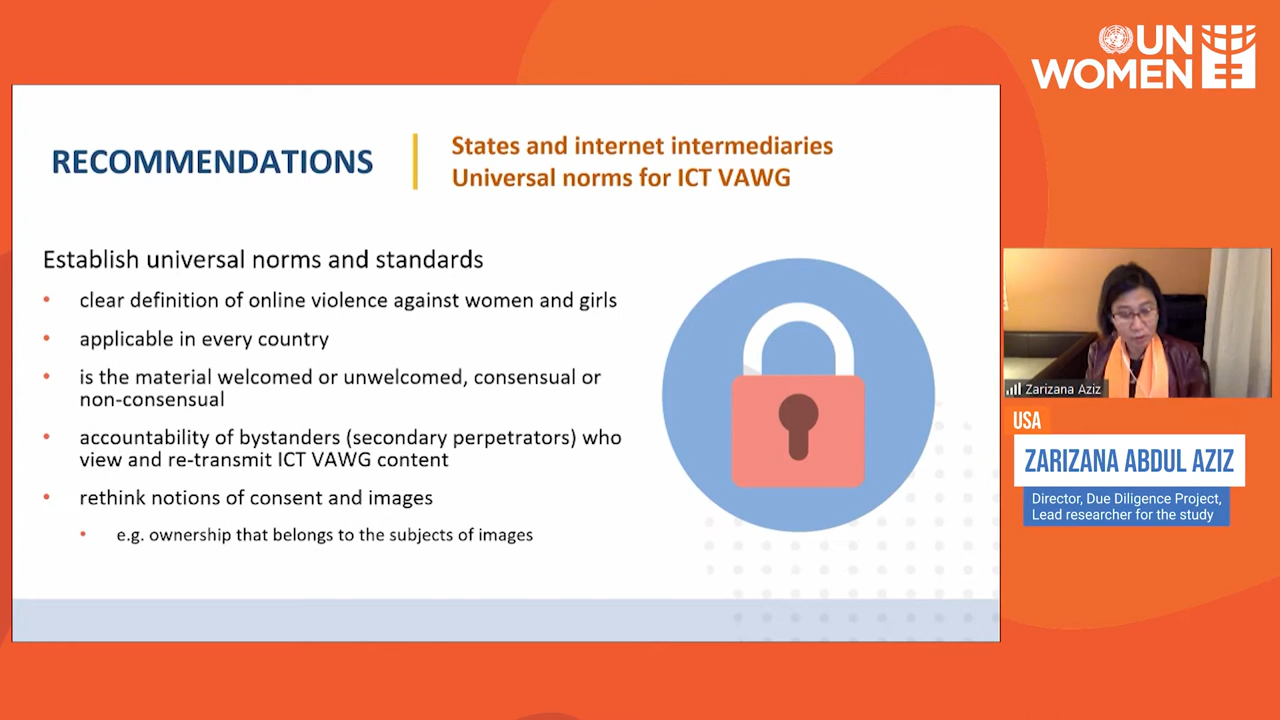 UN
WOMEN
RECOMMENDATIONS
States and internet intermediaries
Universal norms for ICT VAWG
Establish universal norms and standards
• clear definition of online violence against women and girls
• applicable in every country
• is the material welcomed or unwelcomed, consensual or
non-consensual
• accountability of bystanders (secondary perpetrators) who
view and re-transmit ICT VAWG content
• rethink notions of consent and images
• e.g. ownership that belongs to the subjects of images
Zarizana Aziz
USA
ZARIZANA ABDUL AZIZ
Director, Due Diligence Project,
Lead researcher for the study